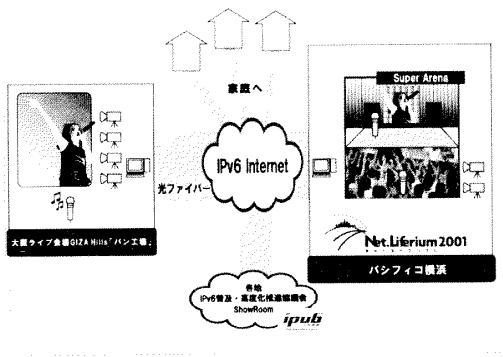 家庭へ
Super Arena
IPv6 Internet
光ファイバー
大阪ライブ会場GIZA Hills「パン工場」
Net.Liferium 2001
パシフィコ横浜
各地
IPv6普及・高度化推進協議会
ShowRoom
ipub